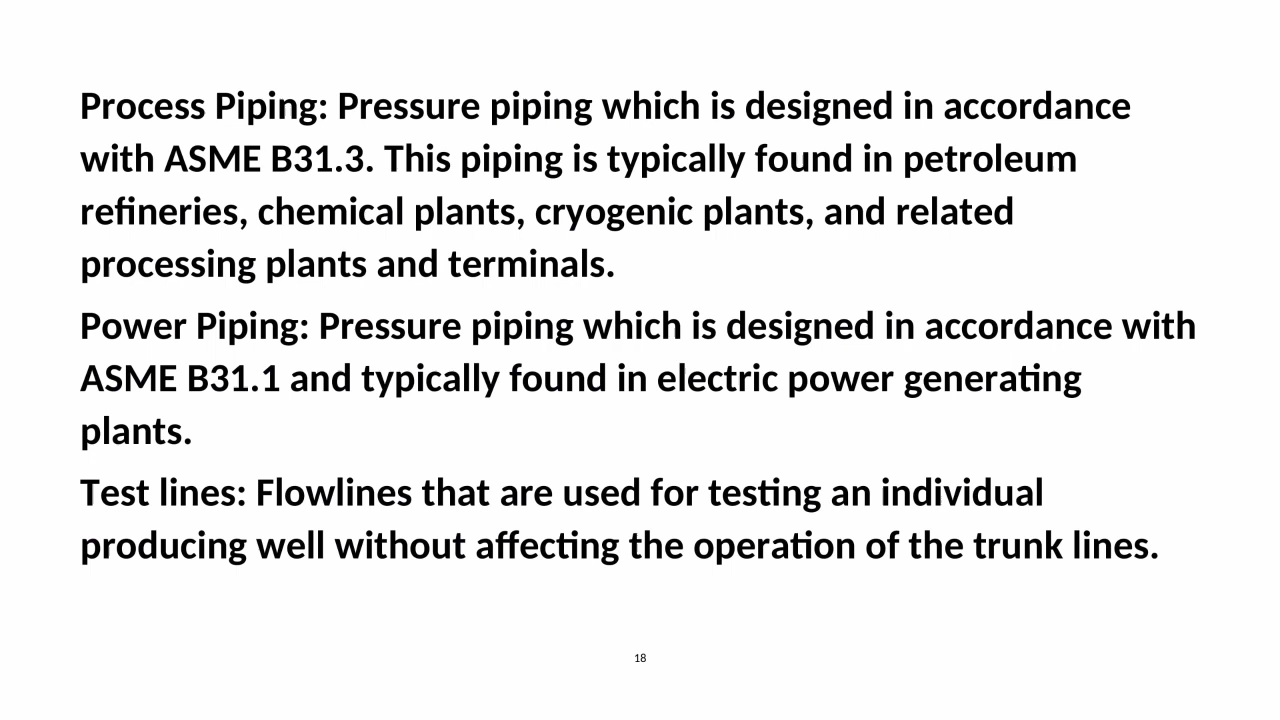 Process Piping: Pressure piping which is designed in accordance
with ASME B31.3. This piping is typically found in petroleum
refineries, chemical plants, cryogenic plants, and related
processing plants and terminals.
Power Piping: Pressure piping which is designed in accordance with
ASME B31.1 and typically found in electric power generating
plants.
Test lines: Flowlines that are used for testing an individual
producing well without affecting the operation of the trunk lines.
18